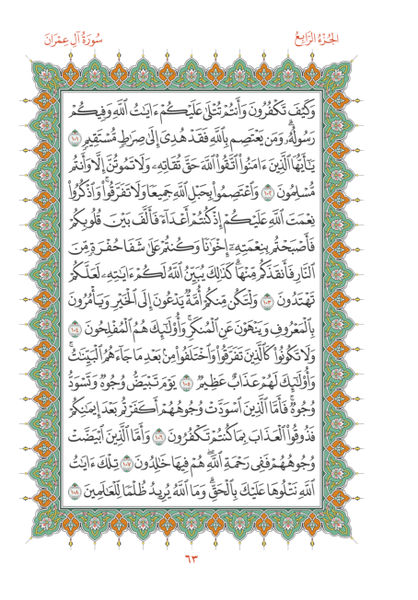 سُورَةُ آلِ عِمْرَان
الجُزْءُ الرَّابِعُ
وَكَيْفَ تَكْفُرُونَ وَأَنتُمْ تُتْلَىٰ عَلَيْكُمْ ءَايَٰتُ ٱللَّهِ وَفِيكُمْ
رَسُولُهُۥۗ وَمَن يَعْتَصِم بِٱللَّهِ فَقَدْ هُدِىَ إِلَىٰ صِرَٰطٍ مُّسْتَقِيمٍ ١٠١
يَٰٓأَيُّهَا ٱلَّذِينَ ءَامَنُوا۟ ٱتَّقُوا۟ ٱللَّهَ حَقَّ تُقَاتِهِۦ وَلَا تَمُوتُنَّ إِلَّا وَأَنتُم
مُّسْلِمُونَ ١٠٢ وَٱعْتَصِمُوا۟ بِحَبْلِ ٱللَّهِ جَمِيعًا وَلَا تَفَرَّقُوا۟ۚ وَٱذْكُرُوا۟
نِعْمَتَ ٱللَّهِ عَلَيْكُمْ إِذْ كُنتُمْ أَعْدَآءً فَأَلَّفَ بَيْنَ قُلُوبِكُمْ
فَأَصْبَحْتُم بِنِعْمَتِهِۦٓ إِخْوَٰنًا وَكُنتُمْ عَلَىٰ شَفَا حُفْرَةٍ مِّنَ
ٱلنَّارِ فَأَنقَذَكُم مِّنْهَاۗ كَذَٰلِكَ يُبَيِّنُ ٱللَّهُ لَكُمْ ءَايَٰتِهِۦ لَعَلَّكُمْ
تَهْتَدُونَ ١٠٣ وَلْتَكُن مِّنكُمْ أُمَّةٌ يَدْعُونَ إِلَى ٱلْخَيْرِ وَيَأْمُرُونَ
بِٱلْمَعْرُوفِ وَيَنْهَوْنَ عَنِ ٱلْمُنكَرِۚ وَأُو۟لَٰٓئِكَ هُمُ ٱلْمُفْلِحُونَ ١٠٤
وَلَا تَكُونُوا۟ كَٱلَّذِينَ تَفَرَّقُوا۟ وَٱخْتَلَفُوا۟ مِنۢ بَعْدِ مَا جَآءَهُمُ ٱلْبَيِّنَٰتُۚ
وَأُو۟لَٰٓئِكَ لَهُمْ عَذَابٌ عَظِيمٌ ١٠٥ يَوْمَ تَبْيَضُّ وُجُوهٌ وَتَسْوَدُّ
وُجُوهٌۚ فَأَمَّا ٱلَّذِينَ ٱسْوَدَّتْ وُجُوهُهُمْ أَكَفَرْتُم بَعْدَ إِيمَٰنِكُمْ
فَذُوقُوا۟ ٱلْعَذَابَ بِمَا كُنتُمْ تَكْفُرُونَ ١٠٦ وَأَمَّا ٱلَّذِينَ ٱبْيَضَّتْ
وُجُوهُهُمْ فَفِى رَحْمَةِ ٱللَّهِ هُمْ فِيهَا خَٰلِدُونَ ١٠٧ تِلْكَ ءَايَٰتُ
ٱللَّهِ نَتْلُوهَا عَلَيْكَ بِٱلْحَقِّۗ وَمَا ٱللَّهُ يُرِيدُ ظُلْمًا لِّلْعَٰلَمِينَ ١٠٨
٦٣